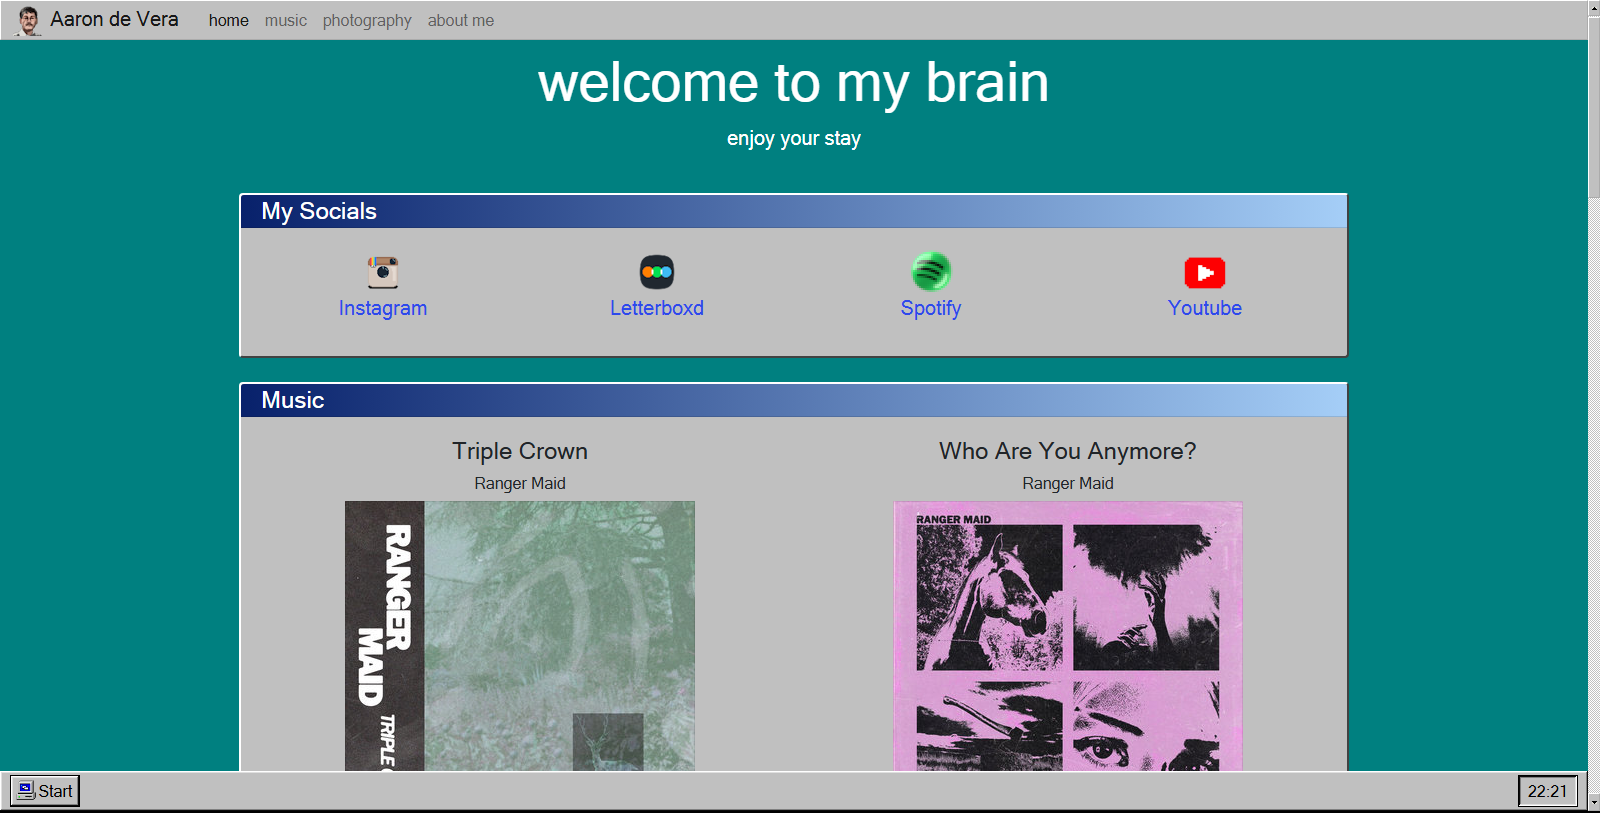 Aaron de Vera home music photography about me
welcome to my brain
enjoy your stay
My Socials
Instagram Letterboxd Spotify Youtube
Music
Triple Crown Who Are You Anymore?
Ranger Maid Ranger Maid
RANGER
MAID
TRIPLE
RANGER MAID
Start 22:21